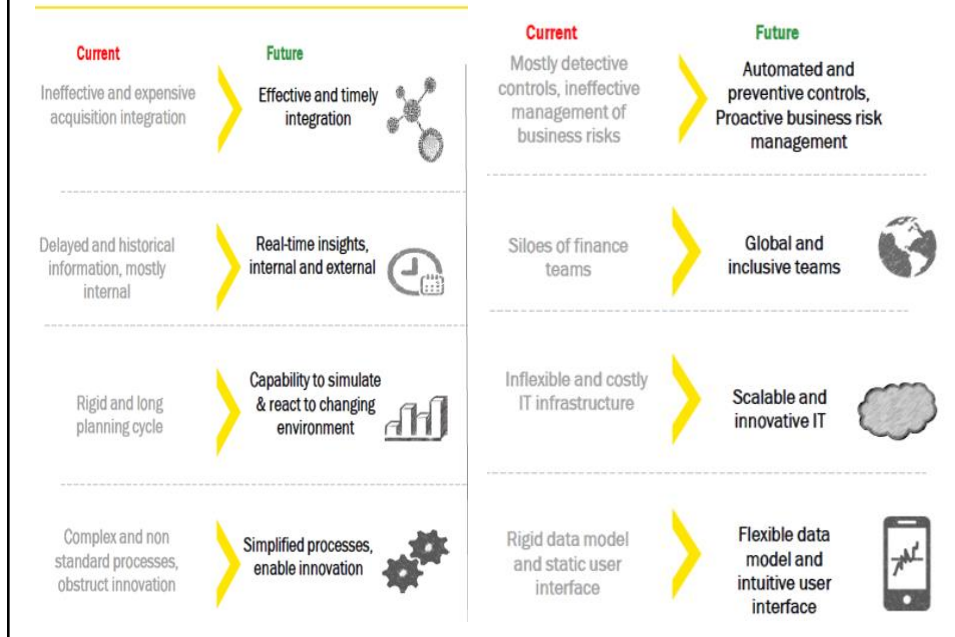 Current
Future
Ineffective and expensive
acquisition integration
Effective and timely
integration
Delayed and historical
information, mostly
internal
Real-time insights,
internal and external
Rigid and long
planning cycle
Capability to simulate
& react to changing
environment
Complex and non
standard processes,
obstruct innovation
Simplified processes,
enable innovation
Current
Future
Mostly detective
controls, ineffective
management of
business risks
Automated and
preventive controls,
Proactive business risk
management
Siloes of finance
teams
Global and
inclusive teams
Inflexible and costly
IT infrastructure
Scalable and
innovative IT
Rigid data model
and static user
interface
Flexible data
model and
intuitive user
interface